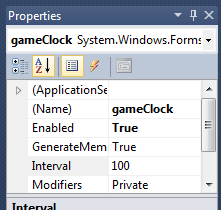 Properties
gameClock System.Windows.Forms
(ApplicationSe
(Name) gameClock
Enabled True
GenerateMem True
Interval 100
Modifiers Private
Interval